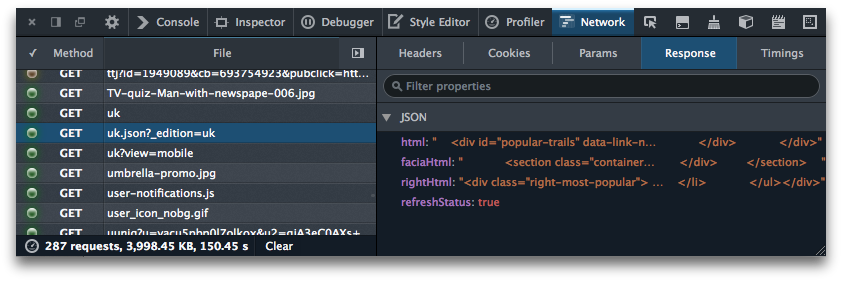 Console Inspector Debugger Style Editor Profiler Network
✓ Method File
Headers Cookies Params Response Timings
GET ttj?id=1949089&cb=693754923&pubclick=htt…
GET TV-quiz-Man-with-newspape-006.jpg
GET uk
GET uk.json?_edition=uk
GET uk?view=mobile
GET umbrella-promo.jpg
GET user-notifications.js
GET user_icon_nobg.gif
GET
287 requests, 3,998.45 KB, 150.45 s Clear
Filter properties
JSON
html: " <div id="popular-trails" data-link-n… </div> </div>"
faciaHtml: " <section class="container… </div> </section> "
rightHtml: "<div class="right-most-popular"> … </li> </ul></div>"
refreshStatus: true